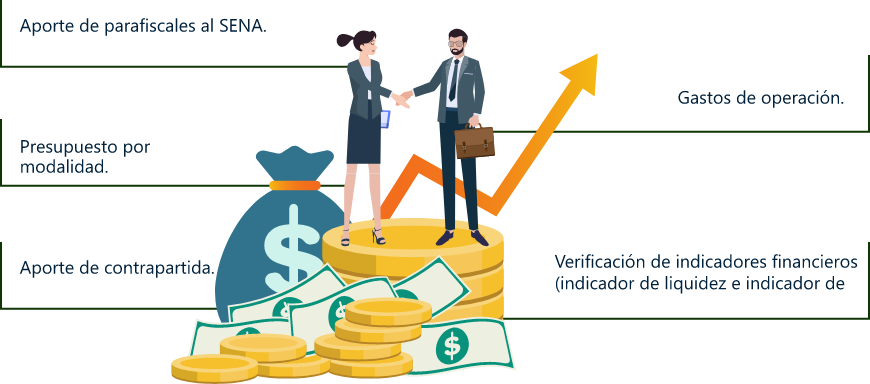 Aporte de parafiscales al SENA.
Presupuesto por
modalidad.
Aporte de contrapartida.
Gastos de operación.
Verificación de indicadores financieros
(indicador de liquidez e indicador de
$
$
$
$